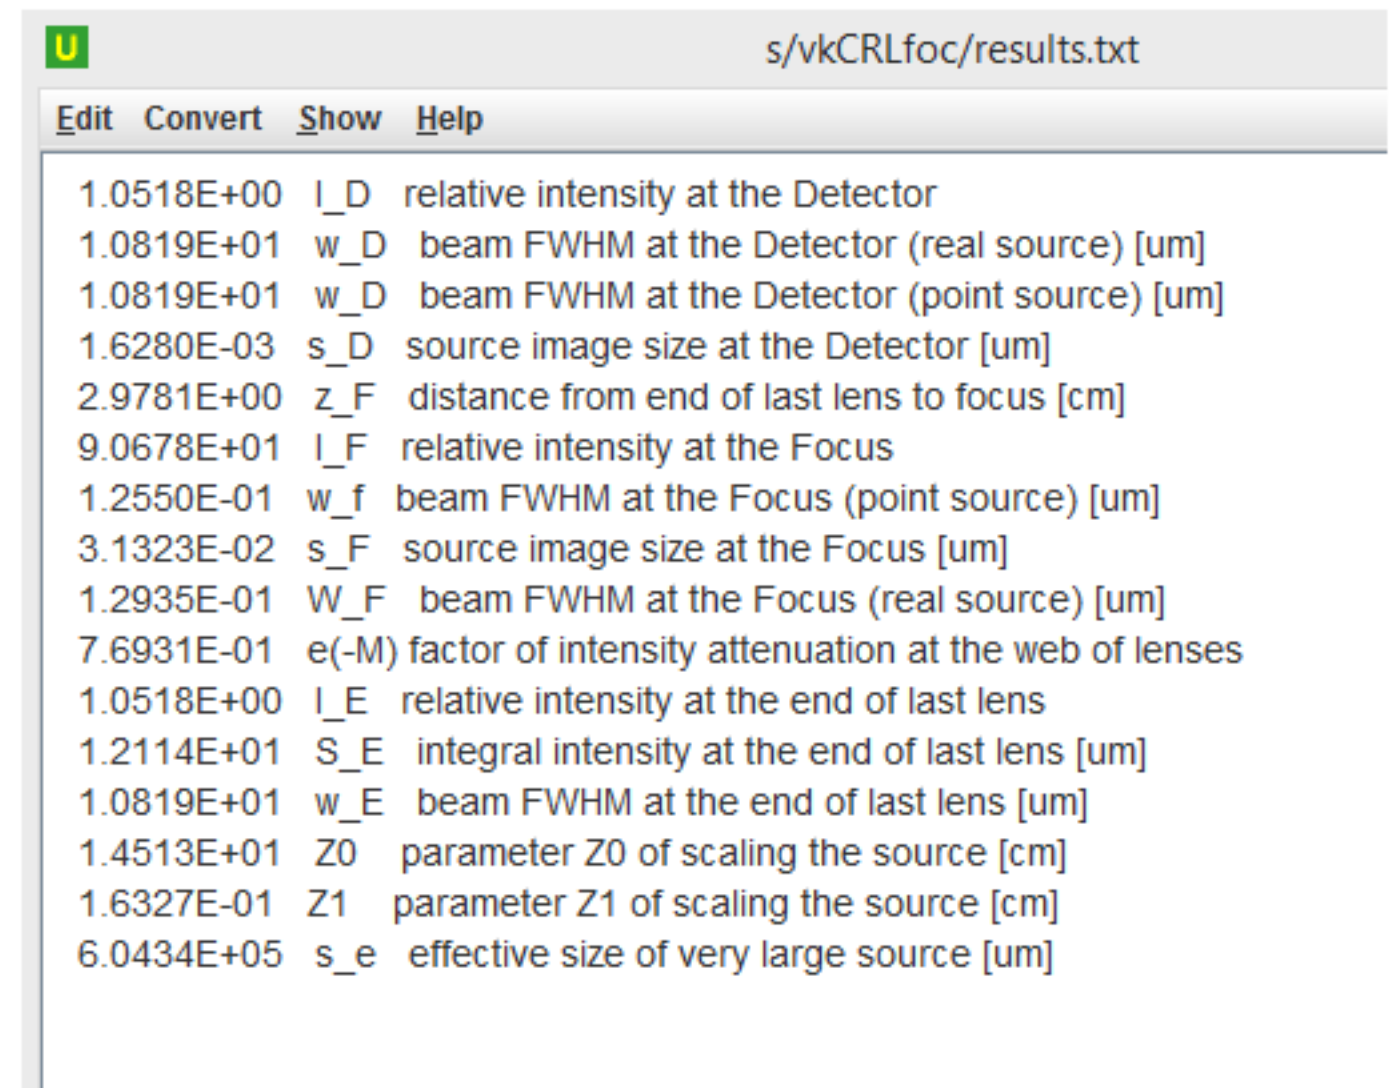 U
s/vkCRLfoc/results.txt
Edit Convert Show Help
1.0518E+00 I_D relative intensity at the Detector
1.0819E+01 w_D beam FWHM at the Detector (real source) [um]
1.0819E+01 w_D beam FWHM at the Detector (point source) [um]
1.6280E-03 s_D source image size at the Detector [um]
2.9781E+00 z_F distance from end of last lens to focus [cm]
9.0678E+01 I_F relative intensity at the Focus
1.2550E-01 w_f beam FWHM at the Focus (point source) [um]
3.1323E-02 s_F source image size at the Focus [um]
1.2935E-01 W_F beam FWHM at the Focus (real source) [um]
7.6931E-01 e(-M) factor of intensity attenuation at the web of lenses
1.0518E+00 I_E relative intensity at the end of last lens
1.2114E+01 S_E integral intensity at the end of last lens [um]
1.0819E+01 w_E beam FWHM at the end of last lens [um]
1.4513E+01 Z0 parameter Z0 of scaling the source [cm]
1.6327E-01 Z1 parameter Z1 of scaling the source [cm]
6.0434E+05 s_e effective size of very large source [um]